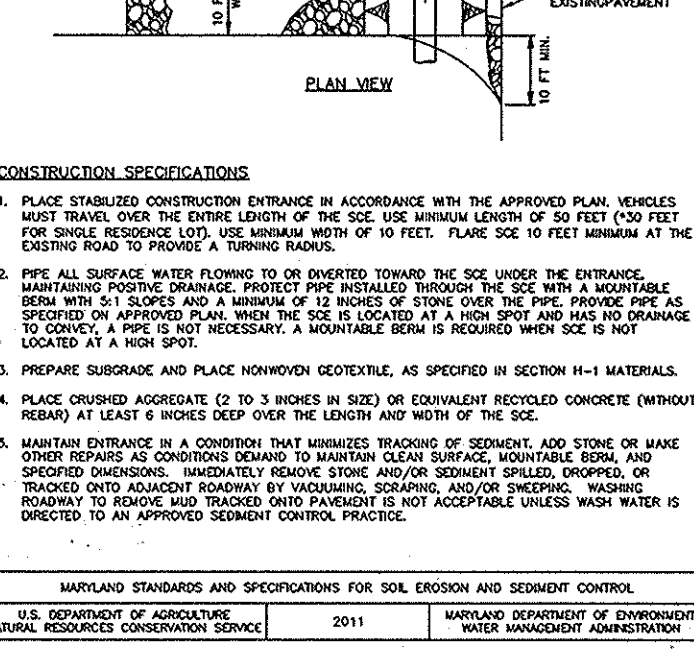 EXISTING PAVEMENT
10 F
W
PLAN VIEW
10 FT MIN.
CONSTRUCTION SPECIFICATIONS
1. PLACE STABILIZED CONSTRUCTION ENTRANCE IN ACCORDANCE WITH THE APPROVED PLAN. VEHICLES
MUST TRAVEL OVER THE ENTIRE LENGTH OF THE SCE. USE MINIMUM LENGTH OF 50 FEET (*30 FEET
FOR SINGLE RESIDENCE LOT). USE MINIMUM WIDTH OF 10 FEET. FLARE SCE 10 FEET MINIMUM AT THE
EXISTING ROAD TO PROVIDE A TURNING RADIUS.
2. PIPE ALL SURFACE WATER FLOWING TO OR DIVERTED TOWARD THE SCE UNDER THE ENTRANCE,
MAINTAINING POSITIVE DRAINAGE. PROTECT PIPE INSTALLED THROUGH THE SCE WITH A MOUNTABLE
BERM WITH 5:1 SLOPES AND A MINIMUM OF 12 INCHES OF STONE OVER THE PIPE. PROVIDE PIPE AS
SPECIFIED ON APPROVED PLAN. WHEN THE SCE IS LOCATED AT A HIGH SPOT AND HAS NO DRAINAGE
TO CONVEY, A PIPE IS NOT NECESSARY. A MOUNTABLE BERM IS REQUIRED WHEN SCE IS NOT
LOCATED AT A HIGH SPOT.
3. PREPARE SUBGRADE AND PLACE NONWOVEN GEOTEXTILE, AS SPECIFIED IN SECTION H-1 MATERIALS.
4. PLACE CRUSHED AGGREGATE (2 TO 3 INCHES IN SIZE) OR EQUIVALENT RECYCLED CONCRETE (WITHOUT
REBAR) AT LEAST 6 INCHES DEEP OVER THE LENGTH AND WIDTH OF THE SCE.
5. MAINTAIN ENTRANCE IN A CONDITION THAT MINIMIZES TRACKING OF SEDIMENT. ADD STONE OR MAKE
OTHER REPAIRS AS CONDITIONS DEMAND TO MAINTAIN CLEAN SURFACE, MOUNTABLE BERM, AND
SPECIFIED DIMENSIONS. IMMEDIATELY REMOVE STONE AND/OR SEDIMENT SPILLED, DROPPED, OR
TRACKED ONTO ADJACENT ROADWAY BY VACUUMING, SCRAPING, AND/OR SWEEPING. WASHING
ROADWAY TO REMOVE MUD TRACKED ONTO PAVEMENT IS NOT ACCEPTABLE UNLESS WASH WATER IS
DIRECTED TO AN APPROVED SEDIMENT CONTROL PRACTICE.
MARYLAND STANDARDS AND SPECIFICATIONS FOR SOIL EROSION AND SEDIMENT CONTROL
U.S. DEPARTMENT OF AGRICULTURE
ATURAL RESOURCES CONSERVATION SERVICE
2011
MARYLAND DEPARTMENT OF ENVIRONMENT
WATER MANAGEMENT ADMINISTRATION